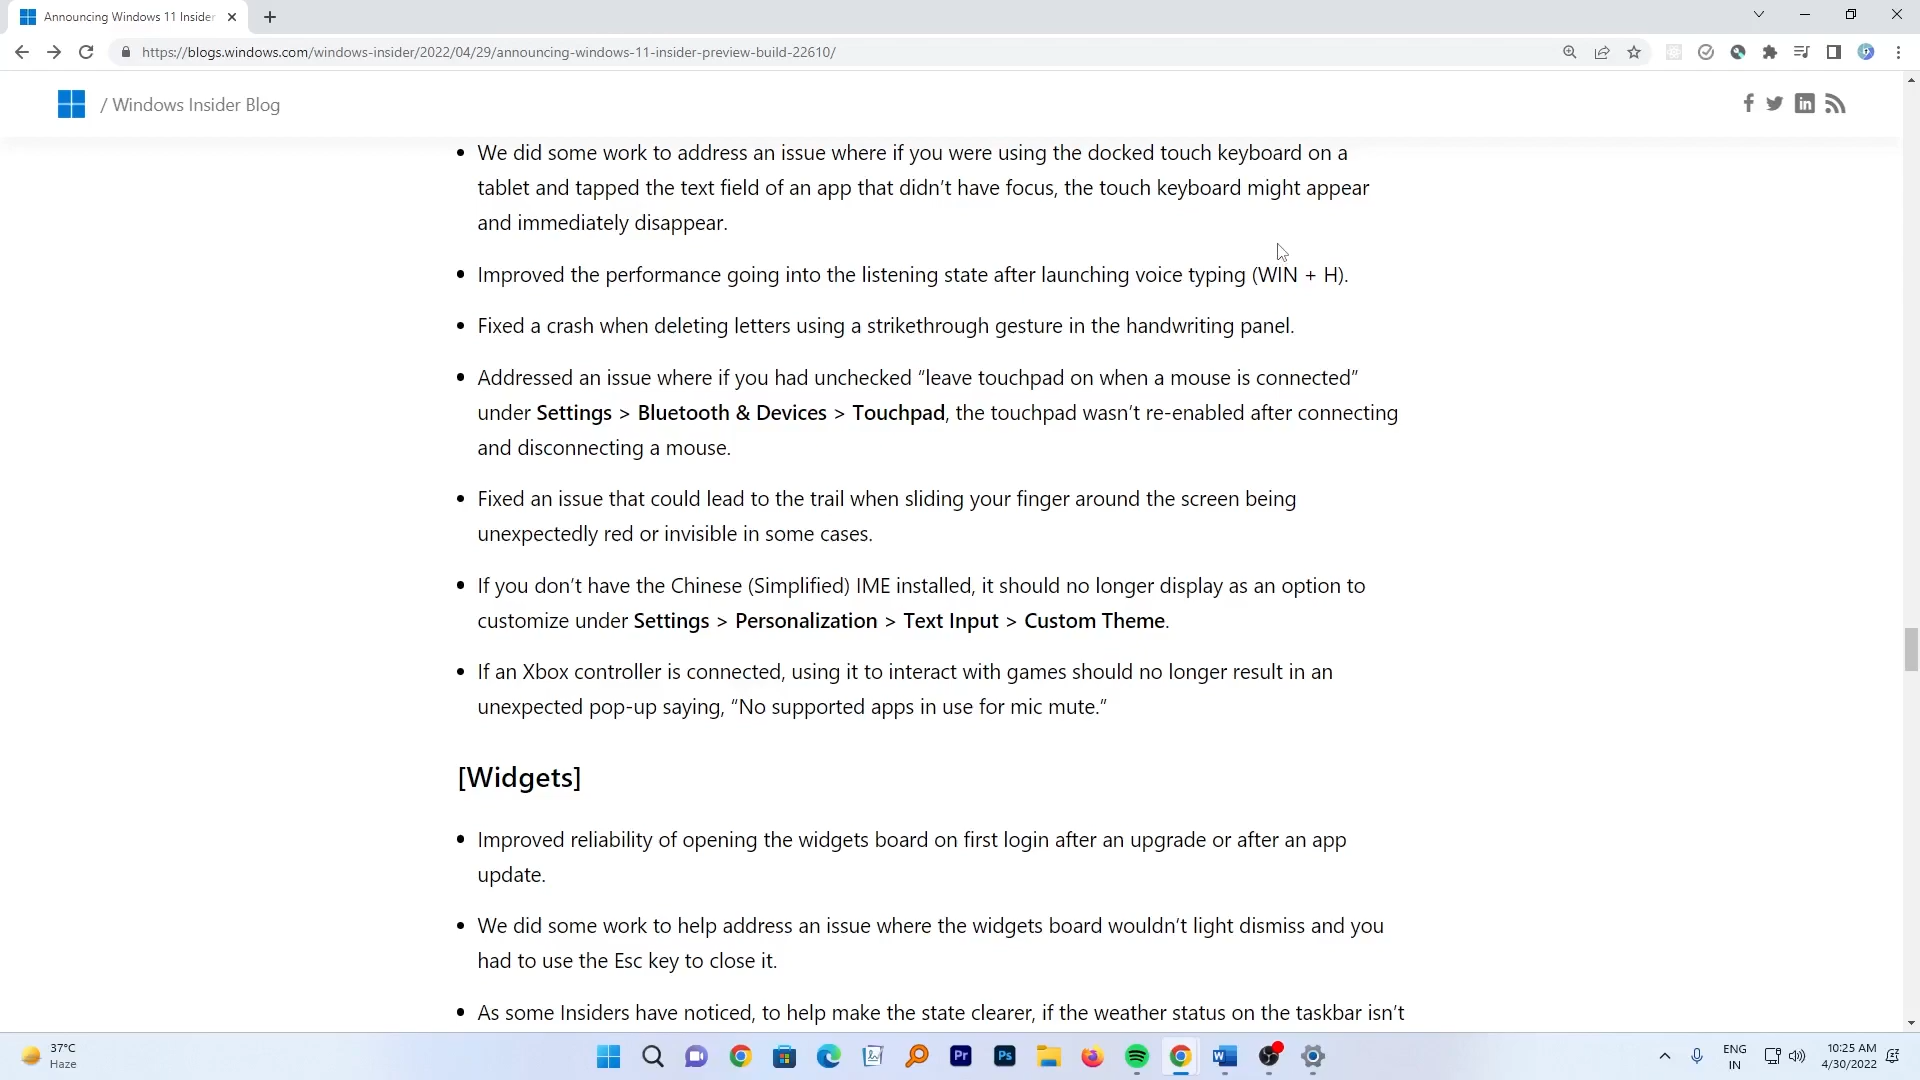 Announcing Windows 11 Insider
https://blogs.windows.com/windows-insider/2022/04/29/announcing-windows-11-insider-preview-build-22610/
/ Windows Insider Blog
• We did some work to address an issue where if you were using the docked touch keyboard on a
tablet and tapped the text field of an app that didn’t have focus, the touch keyboard might appear
and immediately disappear.
• Improved the performance going into the listening state after launching voice typing (WIN + H).
• Fixed a crash when deleting letters using a strikethrough gesture in the handwriting panel.
• Addressed an issue where if you had unchecked “leave touchpad on when a mouse is connected”
under Settings > Bluetooth & Devices > Touchpad, the touchpad wasn’t re-enabled after connecting
and disconnecting a mouse.
• Fixed an issue that could lead to the trail when sliding your finger around the screen being
unexpectedly red or invisible in some cases.
• If you don’t have the Chinese (Simplified) IME installed, it should no longer display as an option to
customize under Settings > Personalization > Text Input > Custom Theme.
• If an Xbox controller is connected, using it to interact with games should no longer result in an
unexpected pop-up saying, “No supported apps in use for mic mute.”
[Widgets]
• Improved reliability of opening the widgets board on first login after an upgrade or after an app
update.
• We did some work to help address an issue where the widgets board wouldn’t light dismiss and you
had to use the Esc key to close it.
• As some Insiders have noticed, to help make the state clearer, if the weather status on the taskbar isn’t
37°C
Haze
Pr
Ps
ENG
IN
10:25 AM
4/30/2022